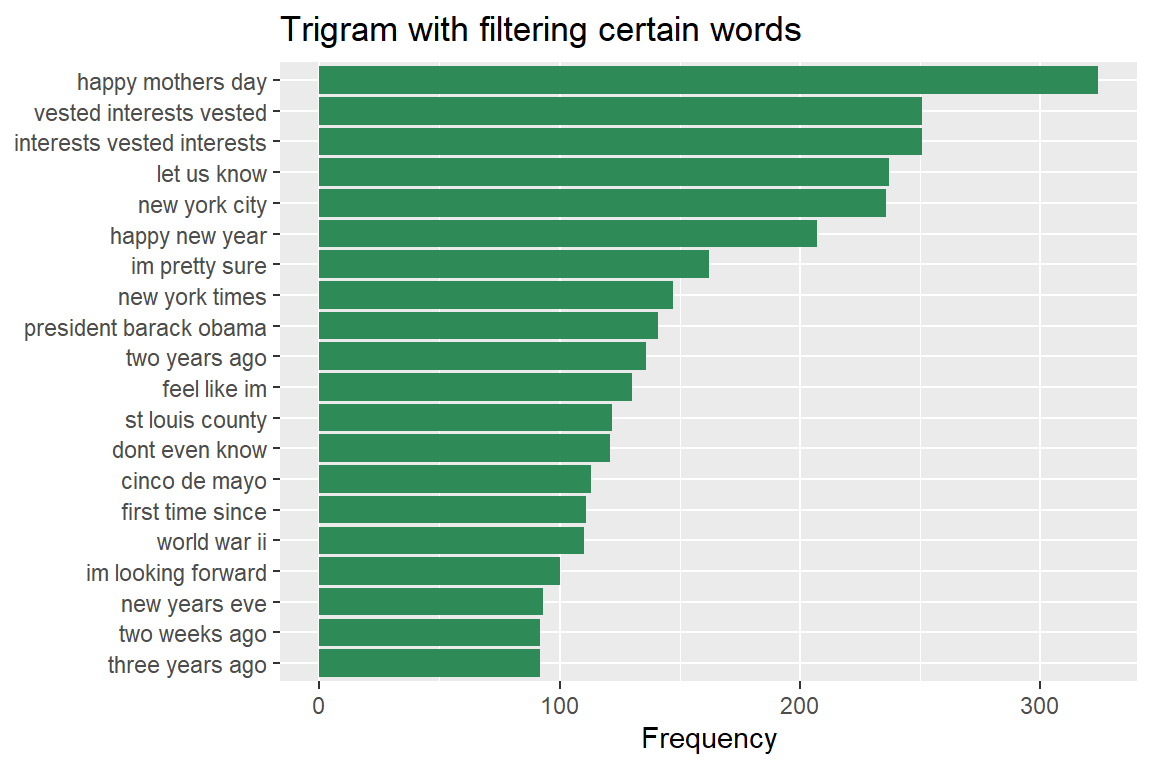 Trigram with filtering certain words
happy mothers day
vested interests vested
interests vested interests
let us know
new york city
happy new year
im pretty sure
new york times
president barack obama
two years ago
feel like im
st louis county
dont even know
cinco de mayo
first time since
world war ii
im looking forward
new years eve
two weeks ago
three years ago
0 100 200 300
Frequency